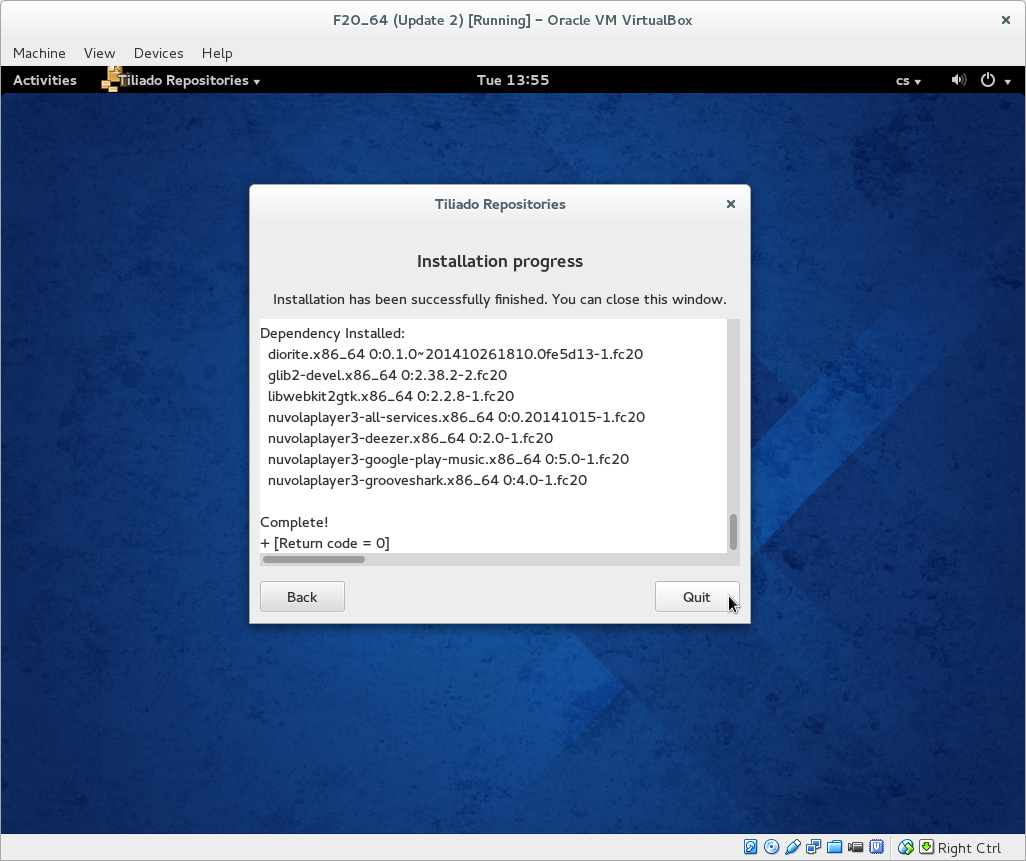 F20_64 (Update 2) [Running] – Oracle VM VirtualBox
Machine View Devices Help
Activities Tiliado Repositories Tue 13:55 cs
Tiliado Repositories
Installation progress
Installation has been successfully finished. You can close this window.
Dependency Installed:
diorite.x86_64 0:0.1.0~201410261810.0fe5d13-1.fc20
glib2-devel.x86_64 0:2.38.2-2.fc20
libwebkit2gtk.x86_64 0:2.2.8-1.fc20
nuvolaplayer3-all-services.x86_64 0:0.20141015-1.fc20
nuvolaplayer3-deezer.x86_64 0:2.0-1.fc20
nuvolaplayer3-google-play-music.x86_64 0:5.0-1.fc20
nuvolaplayer3-grooveshark.x86_64 0:4.0-1.fc20
Complete!
+ [Return code = 0]
Back Quit
Right Ctrl